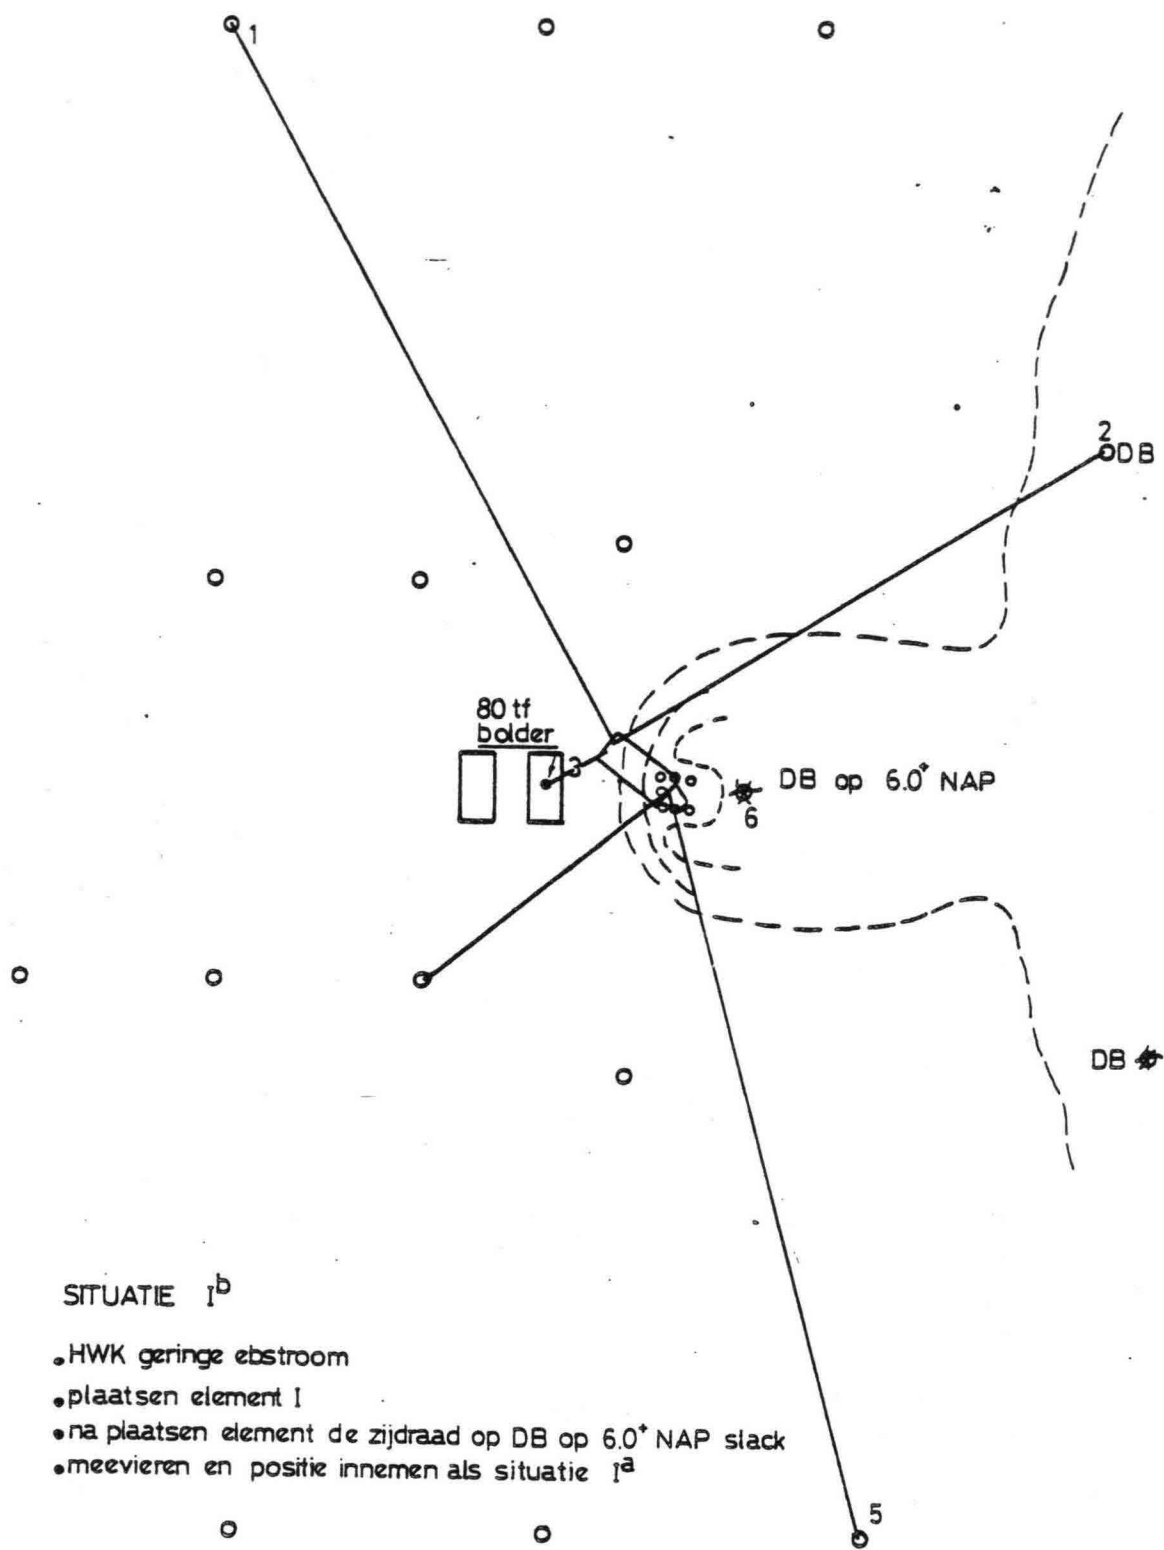 1
2
DB
80 tf
bolder
3
DB op 6.0⁺ NAP
6
DB
SITUATIE Iᵇ
• HWK geringe ebstroom
• plaatsen element I
• na plaatsen element de zijdraad op DB op 6.0⁺ NAP slack
• meevieren en positie innemen als situatie Iᵃ
5